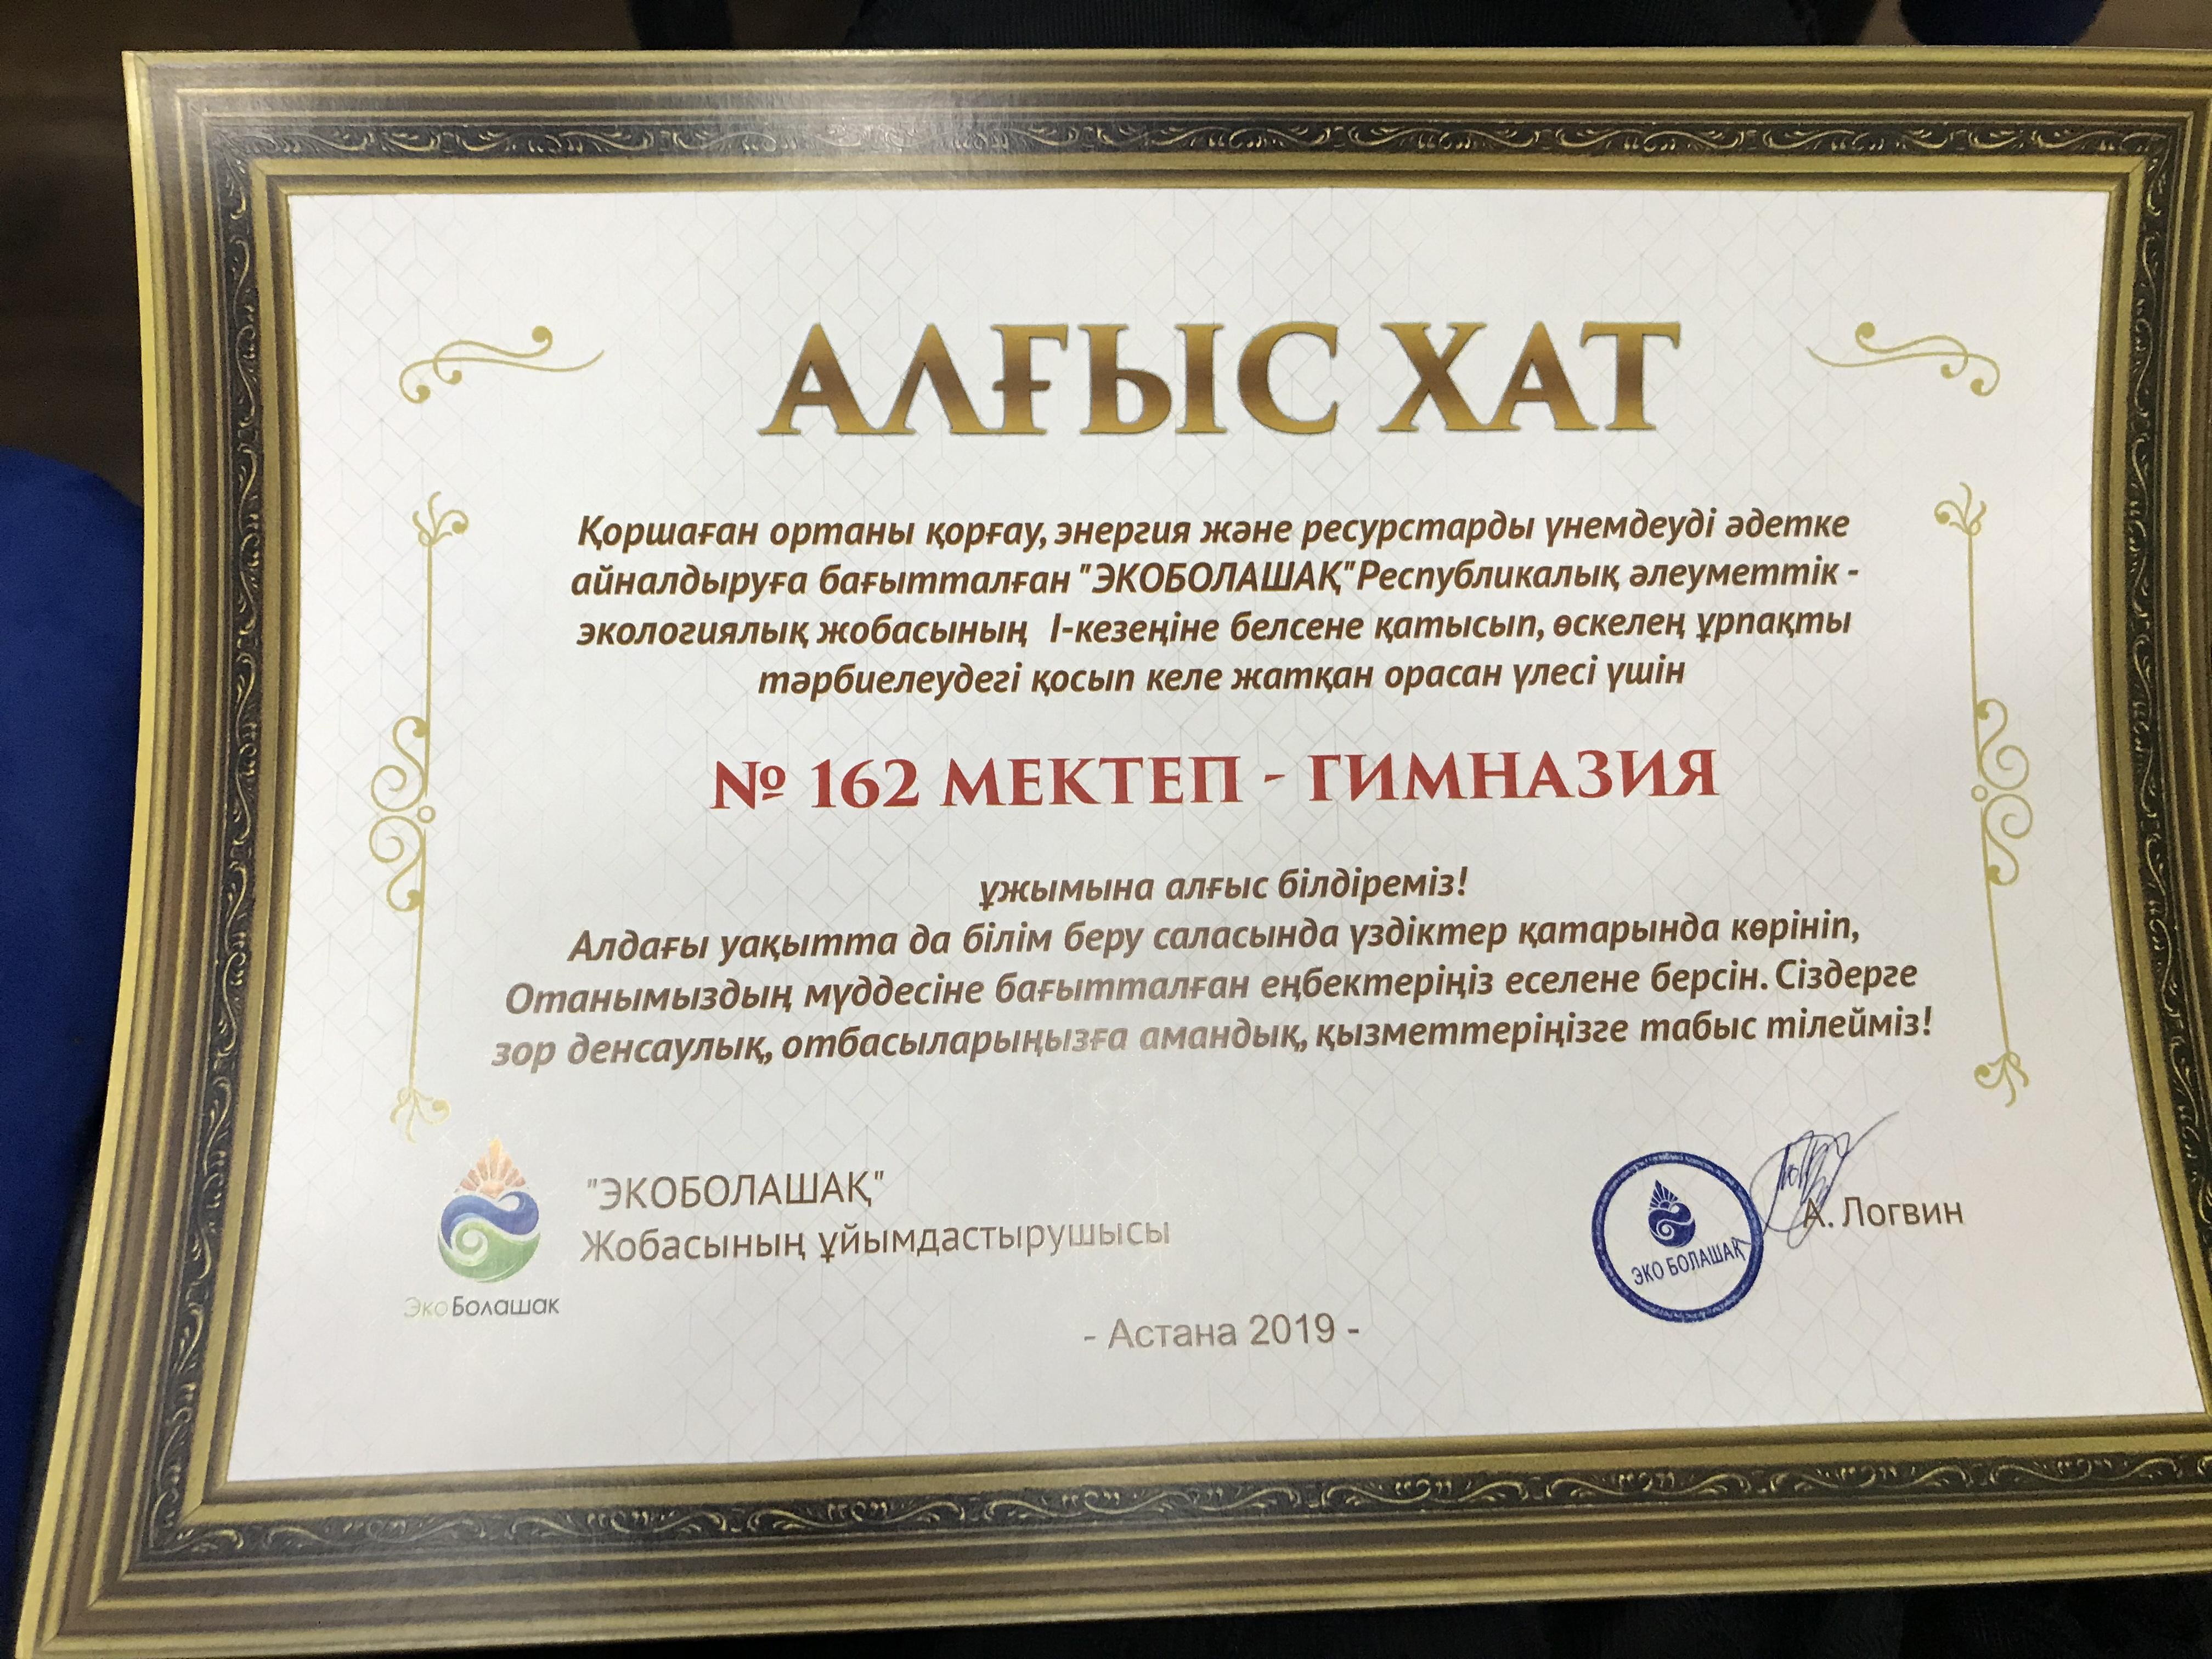 АЛҒЫС ХАТ
Қоршаған ортаны қорғау, энергия және ресурстарды үнемдеуді әдетке
айналдыруға бағытталған "ЭКОБОЛАШАҚ"Республикалық әлеуметтік -
экологиялық жобасының І-кезеңіне белсене қатысып, өскелең ұрпақты
тәрбиелеудегі қосып келе жатқан орасан үлесі үшін
№ 162 МЕКТЕП - ГИМНАЗИЯ
ұжымына алғыс білдіреміз!
Алдағы уақытта да білім беру саласында үздіктер қатарында көрініп,
Отанымыздың мүддесіне бағытталған еңбектеріңіз еселене берсін. Сіздерге
зор денсаулық, отбасыларыңызға амандық, қызметтеріңізге табыс тілейміз!
"ЭКОБОЛАШАҚ"
Жобасының ұйымдастырушысы
ЭкоБолашак
ЭКО БОЛАШАҚ
А. Логвин
- Астана 2019 -